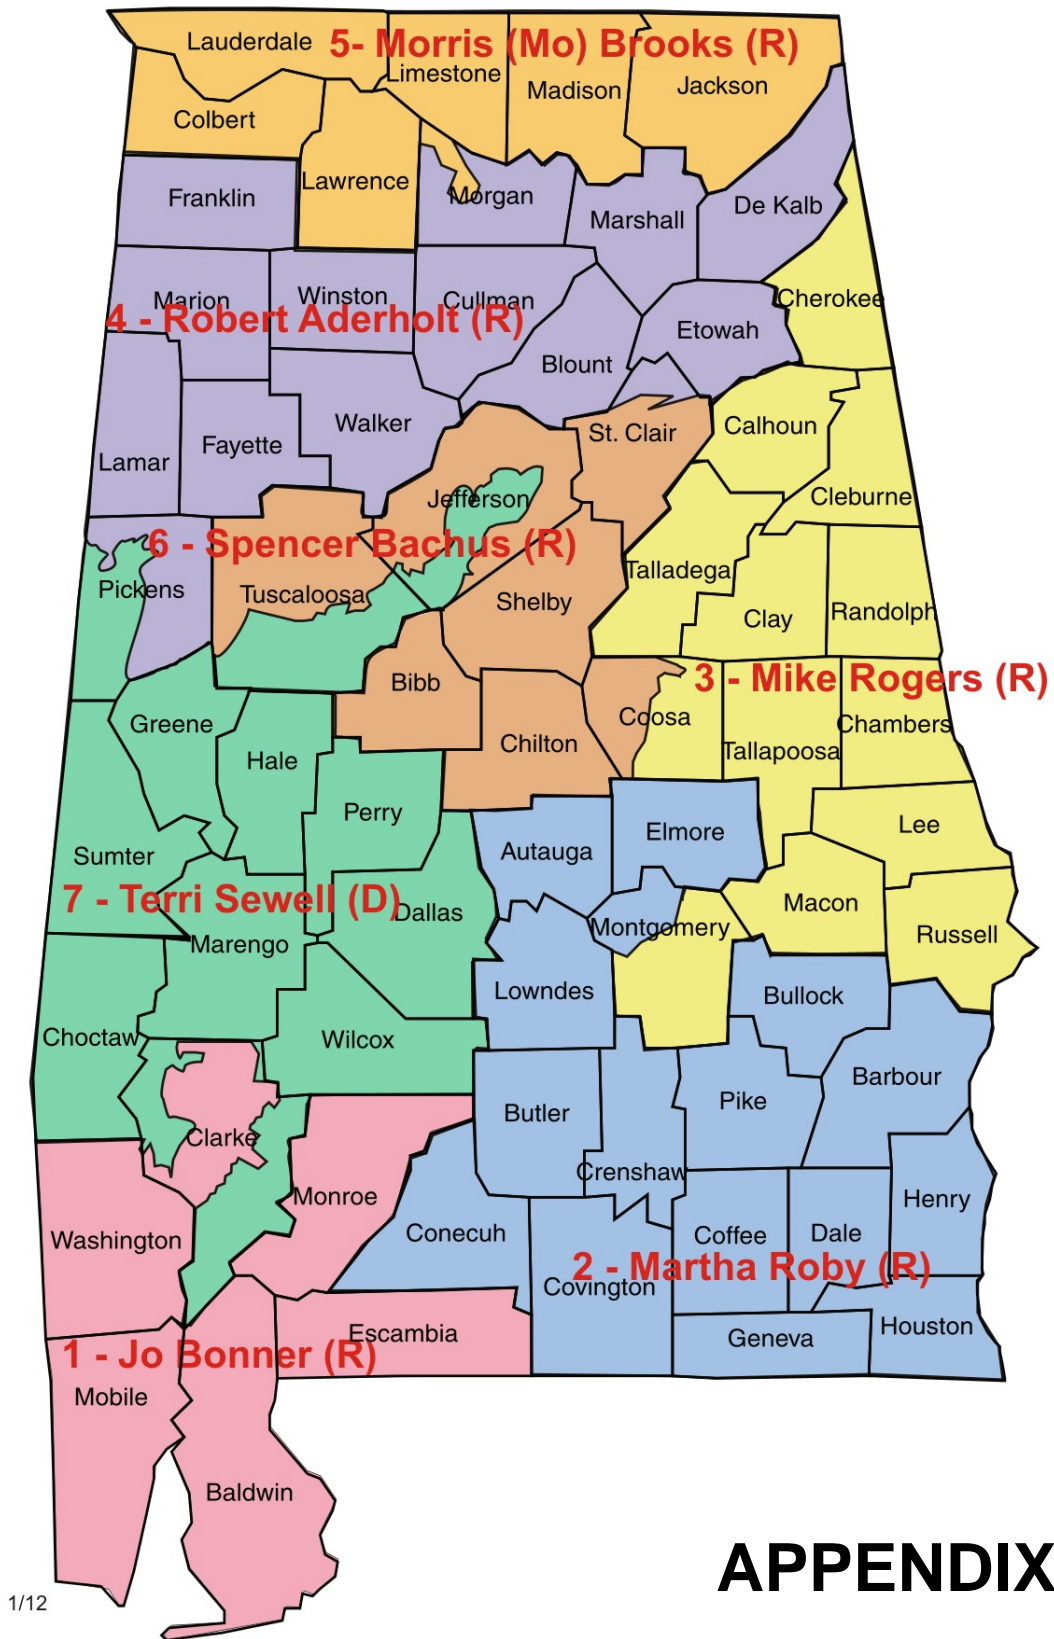 Lauderdale
5- Morris (Mo) Brooks (R)
Limestone
Madison
Jackson
Colbert
Lawrence
Franklin
Morgan
Marshall
De Kalb
Marion
Winston
Cullman
Cherokee
4 - Robert Aderholt (R)
Etowah
Blount
Walker
St. Clair
Calhoun
Fayette
Lamar
Jefferson
Cleburne
6 - Spencer Bachus (R)
Talladega
Pickens
Tuscaloosa
Shelby
Clay
Randolph
3 - Mike Rogers (R)
Bibb
Coosa
Greene
Chambers
Chilton
Tallapoosa
Hale
Perry
Lee
Elmore
Autauga
Sumter
7 - Terri Sewell (D)
Dallas
Macon
Montgomery
Russell
Marengo
Lowndes
Bullock
Choctaw
Wilcox
Barbour
Pike
Butler
Clarke
Crenshaw
Monroe
Henry
Washington
Conecuh
Coffee
Dale
2 - Martha Roby (R)
Covington
Escambia
Geneva
Houston
1 - Jo Bonner (R)
Mobile
Baldwin
APPENDIX
1/12